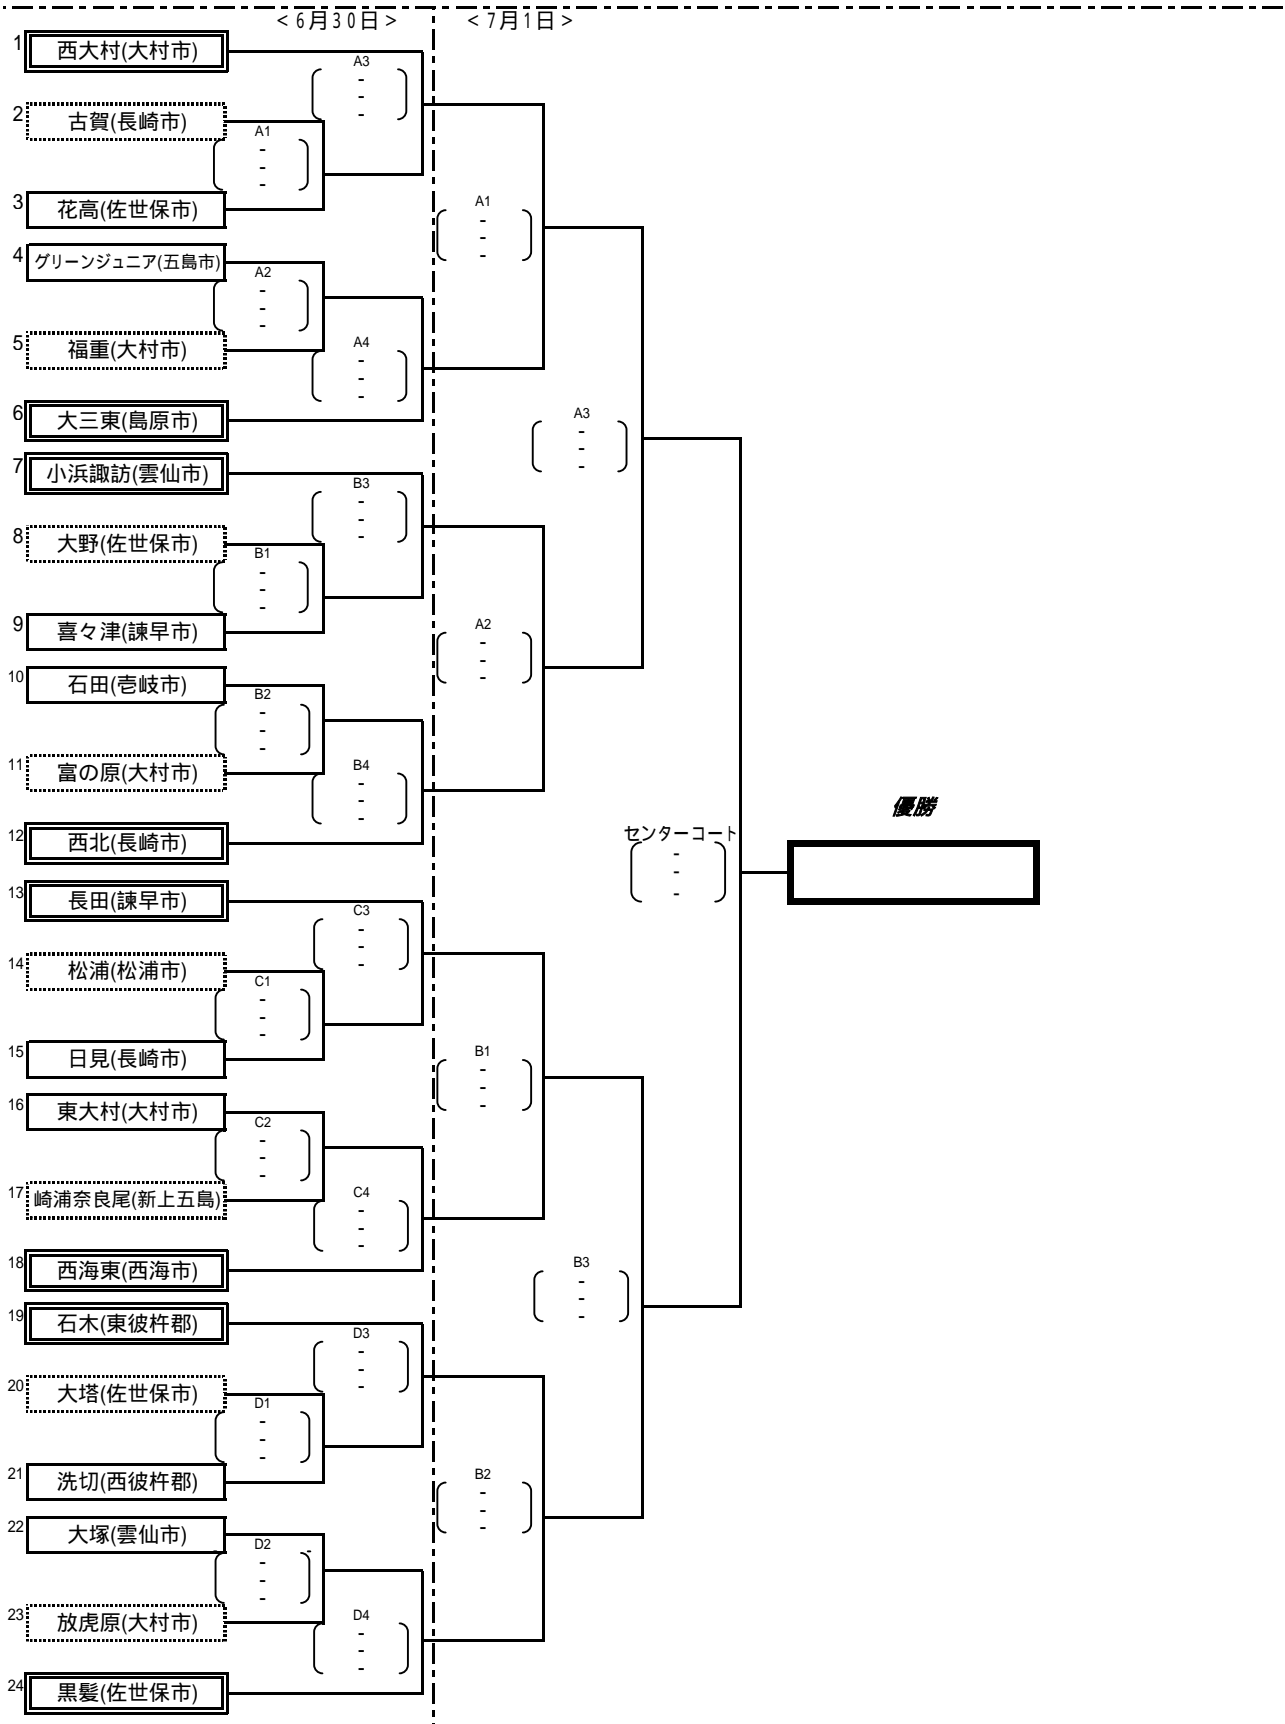 ＜6月30日＞ ＜7月1日＞
1 西大村(大村市)
A3
-
-
-
2 古賀(長崎市)
A1
-
-
-
3 花高(佐世保市)
A1
-
-
-
4 グリーンジュニア(五島市)
A2
-
-
-
5 福重(大村市)
A4
-
-
-
6 大三東(島原市)
A3
-
-
-
7 小浜諏訪(雲仙市)
B3
-
-
-
8 大野(佐世保市)
B1
-
-
-
9 喜々津(諫早市)
A2
-
-
-
10 石田(壱岐市)
B2
-
-
-
11 富の原(大村市)
B4
-
-
-
優勝
12 西北(長崎市)
センターコート
-
-
-
13 長田(諫早市)
C3
-
-
-
14 松浦(松浦市)
C1
-
-
-
15 日見(長崎市)
B1
-
-
-
16 東大村(大村市)
C2
-
-
-
17 崎浦奈良尾(新上五島)
C4
-
-
-
18 西海東(西海市)
B3
-
-
-
19 石木(東彼杵郡)
D3
-
-
-
20 大塔(佐世保市)
D1
-
-
-
21 洗切(西彼杵郡)
B2
-
-
-
22 大塚(雲仙市)
D2
-
-
-
23 放虎原(大村市)
D4
-
-
-
24 黒髪(佐世保市)